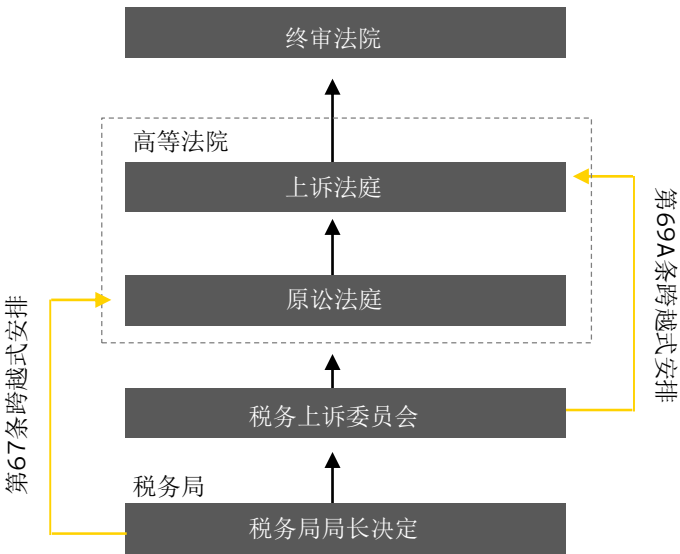 终审法院
高等法院
上诉法庭
第69A条跨越式安排
原讼法庭
第67条跨越式安排
税务上诉委员会
税务局
税务局局长决定